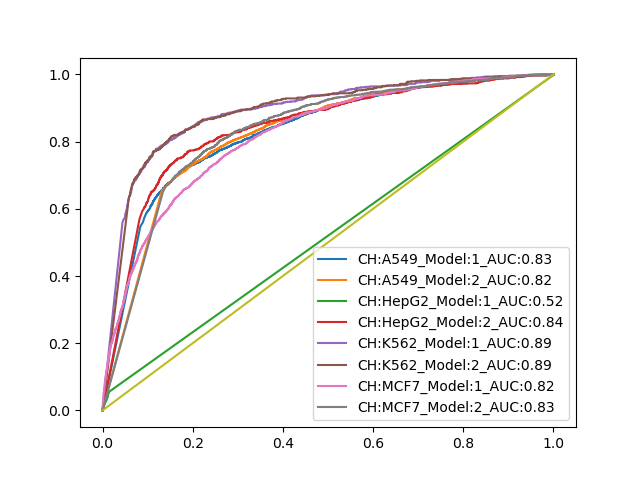 1.0
0.8
0.6
0.4
0.2
0.0
CH:A549_Model:1_AUC:0.83
CH:A549_Model:2_AUC:0.82
CH:HepG2_Model:1_AUC:0.52
CH:HepG2_Model:2_AUC:0.84
CH:K562_Model:1_AUC:0.89
CH:K562_Model:2_AUC:0.89
CH:MCF7_Model:1_AUC:0.82
CH:MCF7_Model:2_AUC:0.83
0.0 0.2 0.4 0.6 0.8 1.0